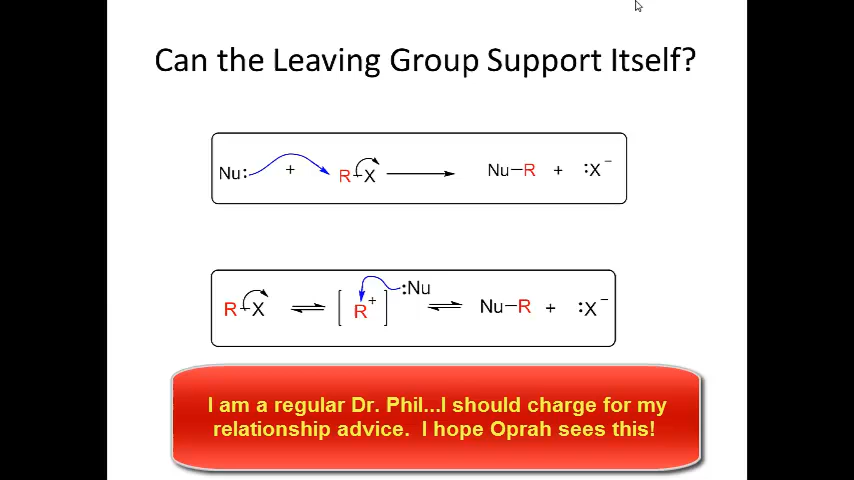 Can the Leaving Group Support Itself?
Nu: + R–X Nu–R + :X⁻
R–X [R⁺] :Nu Nu–R + :X⁻
I am a regular Dr. Phil...I should charge for my
relationship advice. I hope Oprah sees this!